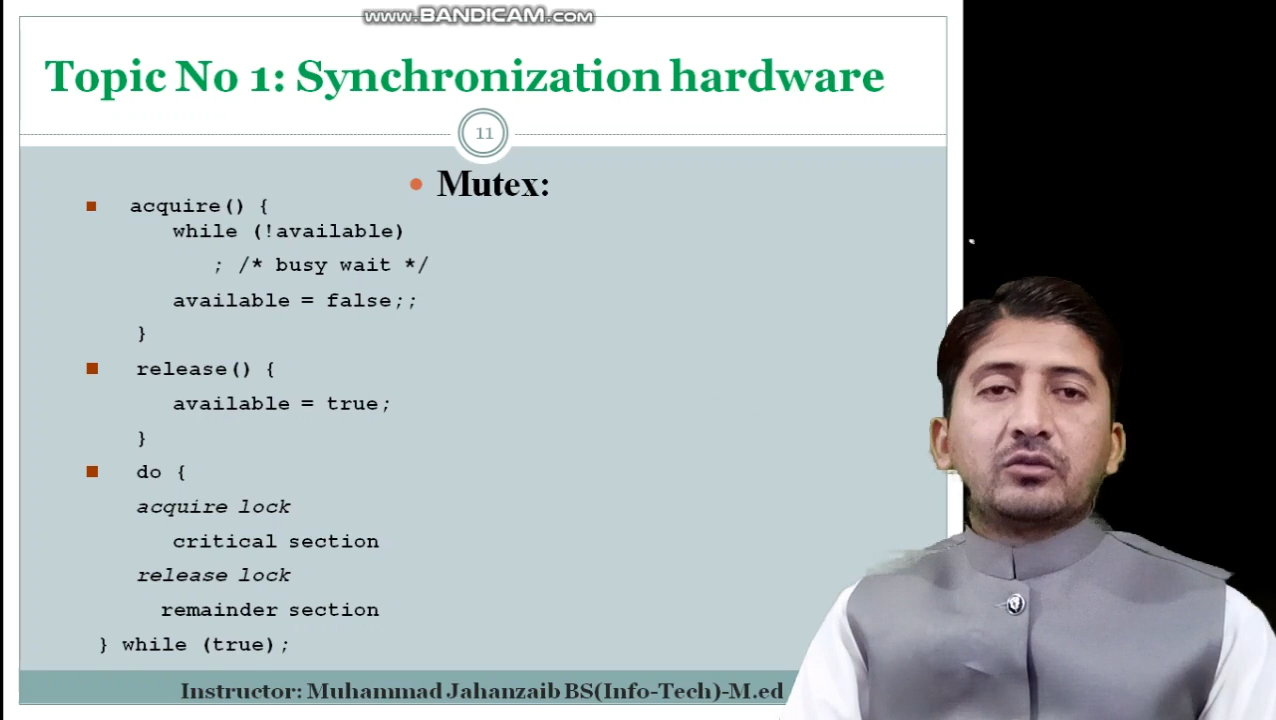 www.BANDICAM.com
Topic No 1: Synchronization hardware
11
Mutex:
acquire() {
while (!available)
; /* busy wait */
available = false;;
}
release() {
available = true;
}
do {
acquire lock
critical section
release lock
remainder section
} while (true);
Instructor: Muhammad Jahanzaib BS(Info-Tech)-M.ed